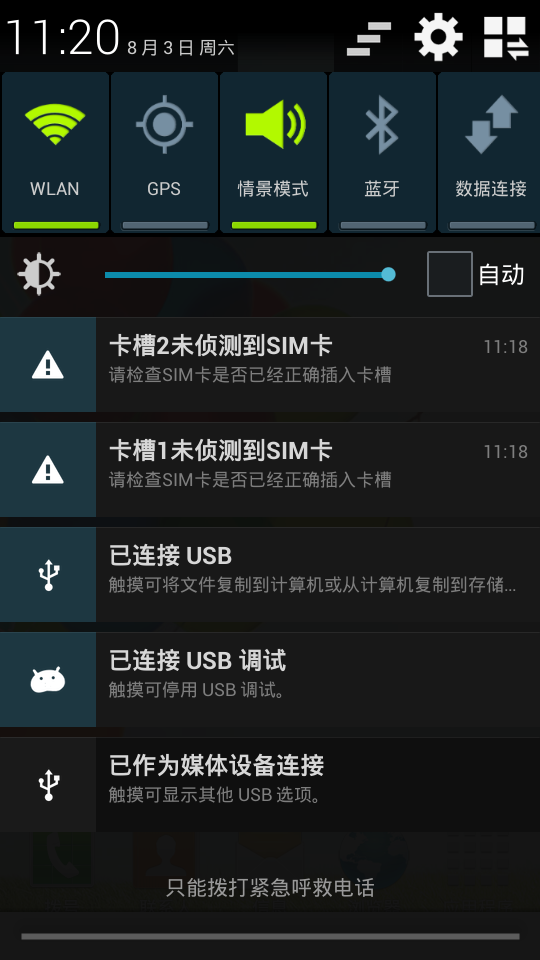 11:20 8月3日 周六
WLAN GPS 情景模式 蓝牙 数据连接
自动
卡槽2未侦测到SIM卡 11:18
请检查SIM卡是否已经正确插入卡槽
卡槽1未侦测到SIM卡 11:18
请检查SIM卡是否已经正确插入卡槽
已连接 USB
触摸可将文件复制到计算机或从计算机复制到存储...
已连接 USB 调试
触摸可停用 USB 调试。
已作为媒体设备连接
触摸可显示其他 USB 选项。
只能拨打紧急呼救电话